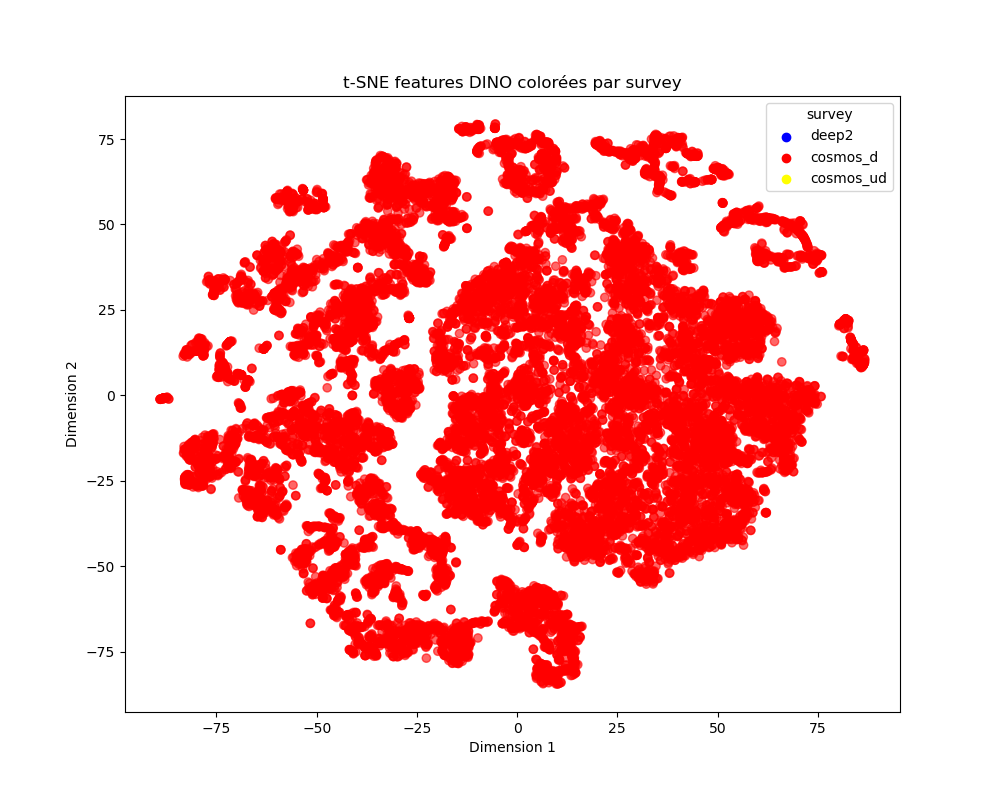 t-SNE features DINO colorées par survey
survey
deep2
cosmos_d
cosmos_ud
Dimension 2
75
50
25
0
−25
−50
−75
−75
−50
−25
0
25
50
75
Dimension 1